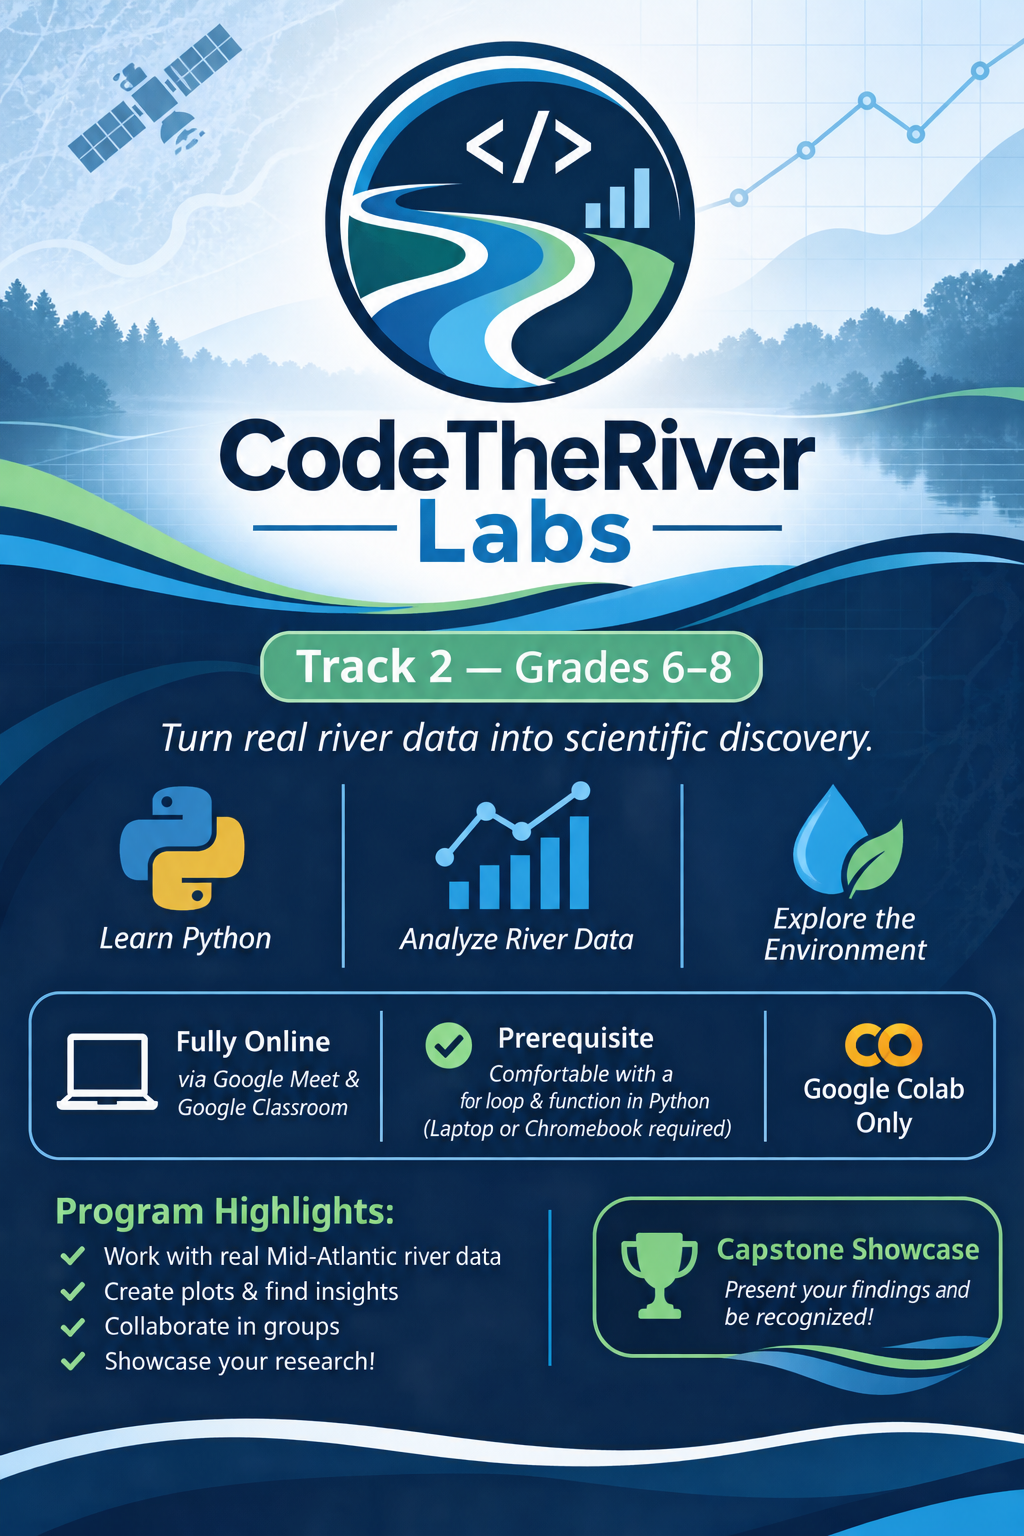 </>
CodeTheRiver
Labs
Track 2 — Grades 6–8
Turn real river data into scientific discovery.
Learn Python
Analyze River Data
Explore the
Environment
Fully Online
via Google Meet &
Google Classroom
Prerequisite
Comfortable with a
for loop & function in Python
(Laptop or Chromebook required)
Google Colab
Only
Program Highlights:
Work with real Mid-Atlantic river data
Create plots & find insights
Collaborate in groups
Showcase your research!
Capstone Showcase
Present your findings and
be recognized!